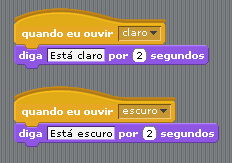 quando eu ouvir claro
diga Está claro por 2 segundos
quando eu ouvir escuro
diga Está escuro por 2 segundos